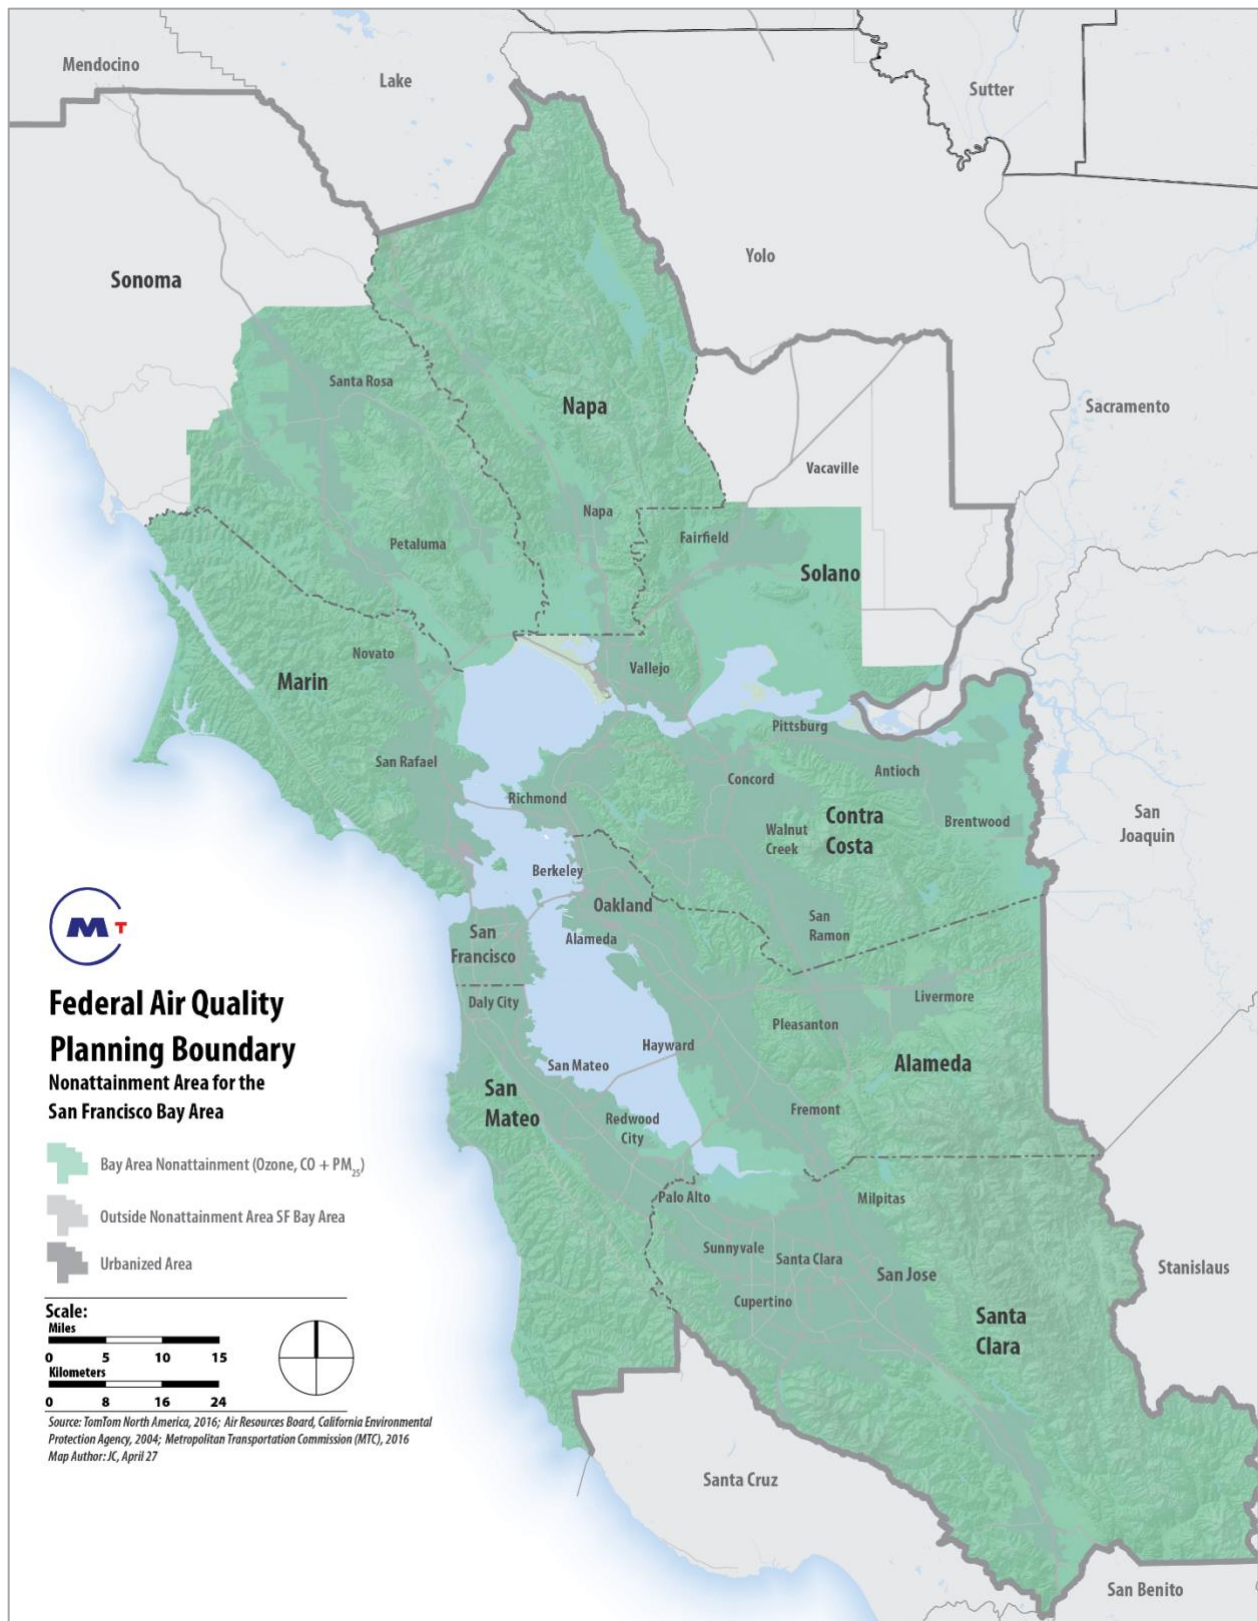 Mendocino
Lake
Sutter
Yolo
Sonoma
Sacramento
Santa Rosa
Napa
Vacaville
Napa
Fairfield
Petaluma
Solano
Novato
Vallejo
Marin
Pittsburg
San Rafael
Antioch
Concord
Richmond
Contra
Costa
Brentwood
San
Joaquin
Walnut
Creek
Berkeley
Oakland
San
Ramon
San
Francisco
Alameda
Livermore
Daly City
Pleasanton
Hayward
San Mateo
Alameda
San
Mateo
Fremont
Redwood
City
Palo Alto
Milpitas
Sunnyvale
Santa Clara
San Jose
Cupertino
Stanislaus
Santa
Clara
Santa Cruz
San Benito
M T
Federal Air Quality
Planning Boundary
Nonattainment Area for the
San Francisco Bay Area
Bay Area Nonattainment (Ozone, CO + PM25)
Outside Nonattainment Area SF Bay Area
Urbanized Area
Scale:
Miles
0 5 10 15
Kilometers
0 8 16 24
Source: TomTom North America, 2016; Air Resources Board, California Environmental
Protection Agency, 2004; Metropolitan Transportation Commission (MTC), 2016
Map Author: JC, April 27